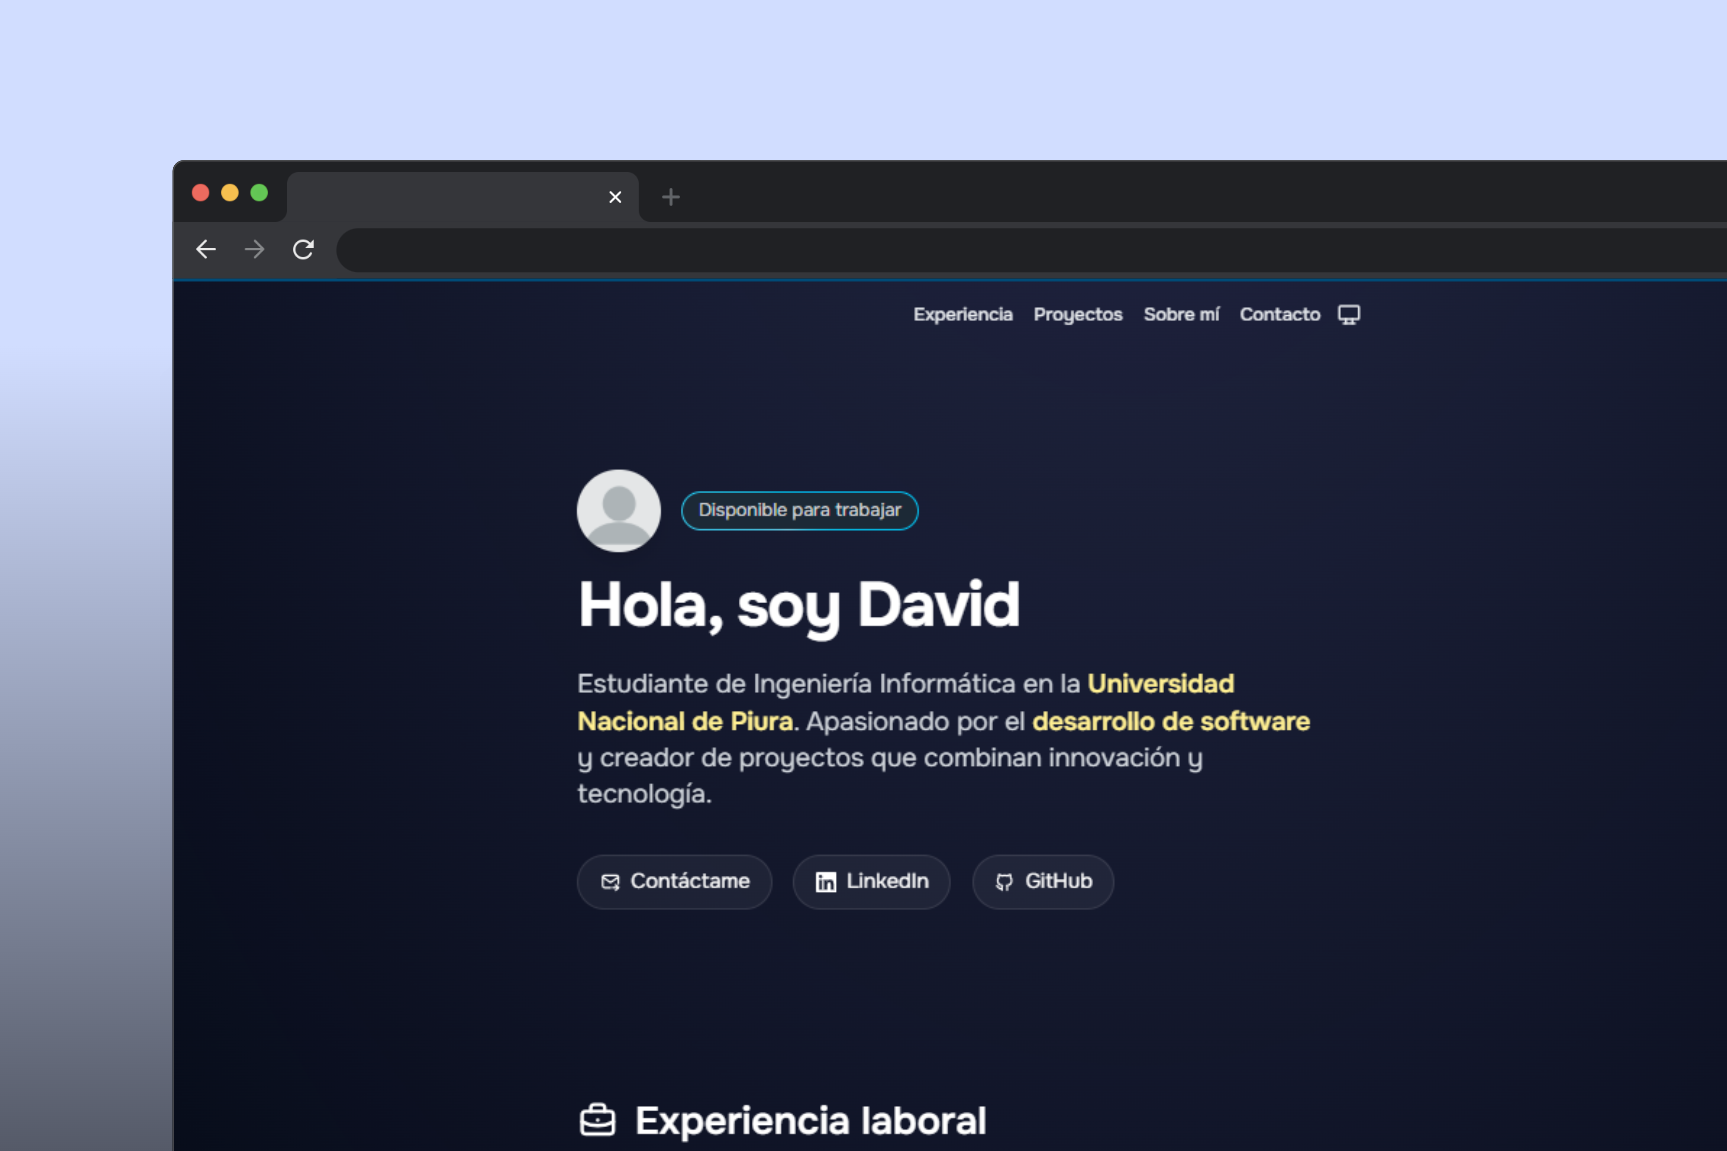 Experiencia Proyectos Sobre mí Contacto
Disponible para trabajar
Hola, soy David
Estudiante de Ingeniería Informática en la Universidad
Nacional de Piura. Apasionado por el desarrollo de software
y creador de proyectos que combinan innovación y
tecnología.
Contáctame LinkedIn GitHub
Experiencia laboral